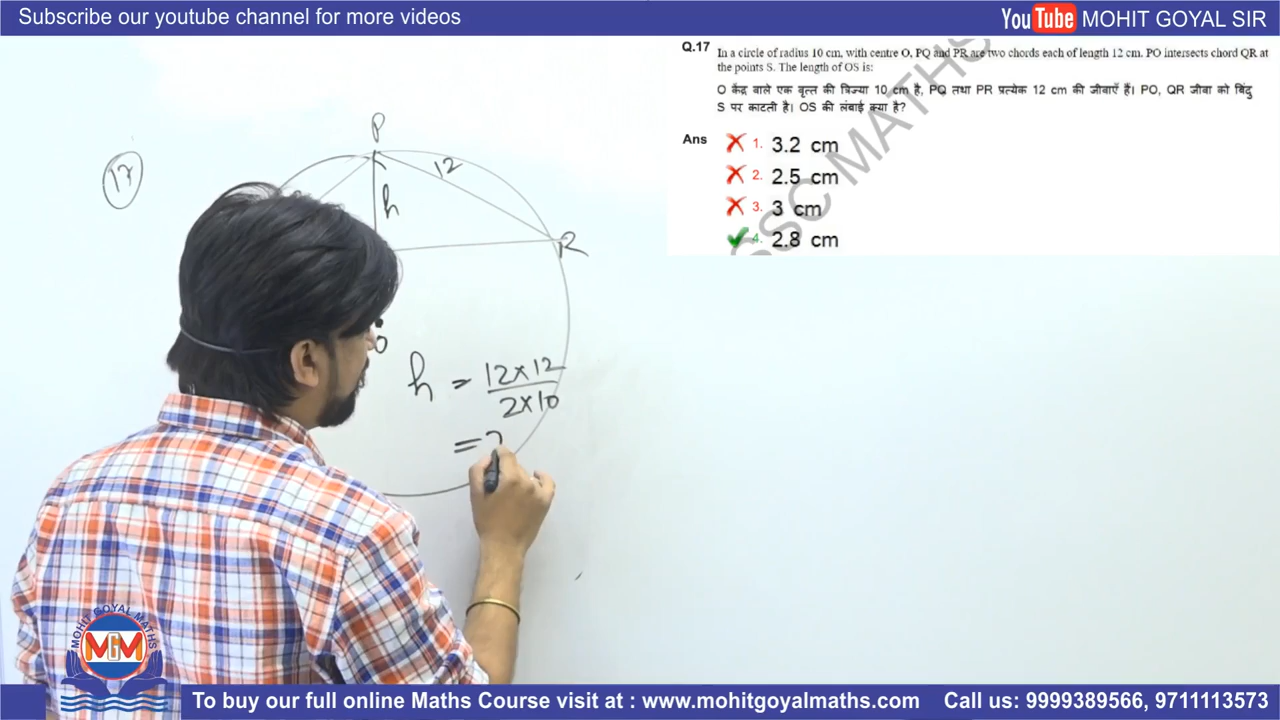 Subscribe our youtube channel for more videos
YouTube MOHIT GOYAL SIR
Q.17 In a circle of radius 10 cm, with centre O, PQ and PR are two chords each of length 12 cm. PO intersects chord QR at
the points S. The length of OS is:
O केंद्र वाले एक वृत्त की त्रिज्या 10 cm है, PQ तथा PR प्रत्येक 12 cm की जीवाएँ हैं। PO, QR जीवा को बिंदु
S पर काटती है। OS की लंबाई क्या है?
Ans
1. 3.2 cm
2. 2.5 cm
3. 3 cm
4. 2.8 cm
SSC MATHS
17
P
12
h
R
O
h = 12×12
2×10
=
MOHIT GOYAL MATHS
MGM
To buy our full online Maths Course visit at : www.mohitgoyalmaths.com Call us: 9999389566, 9711113573